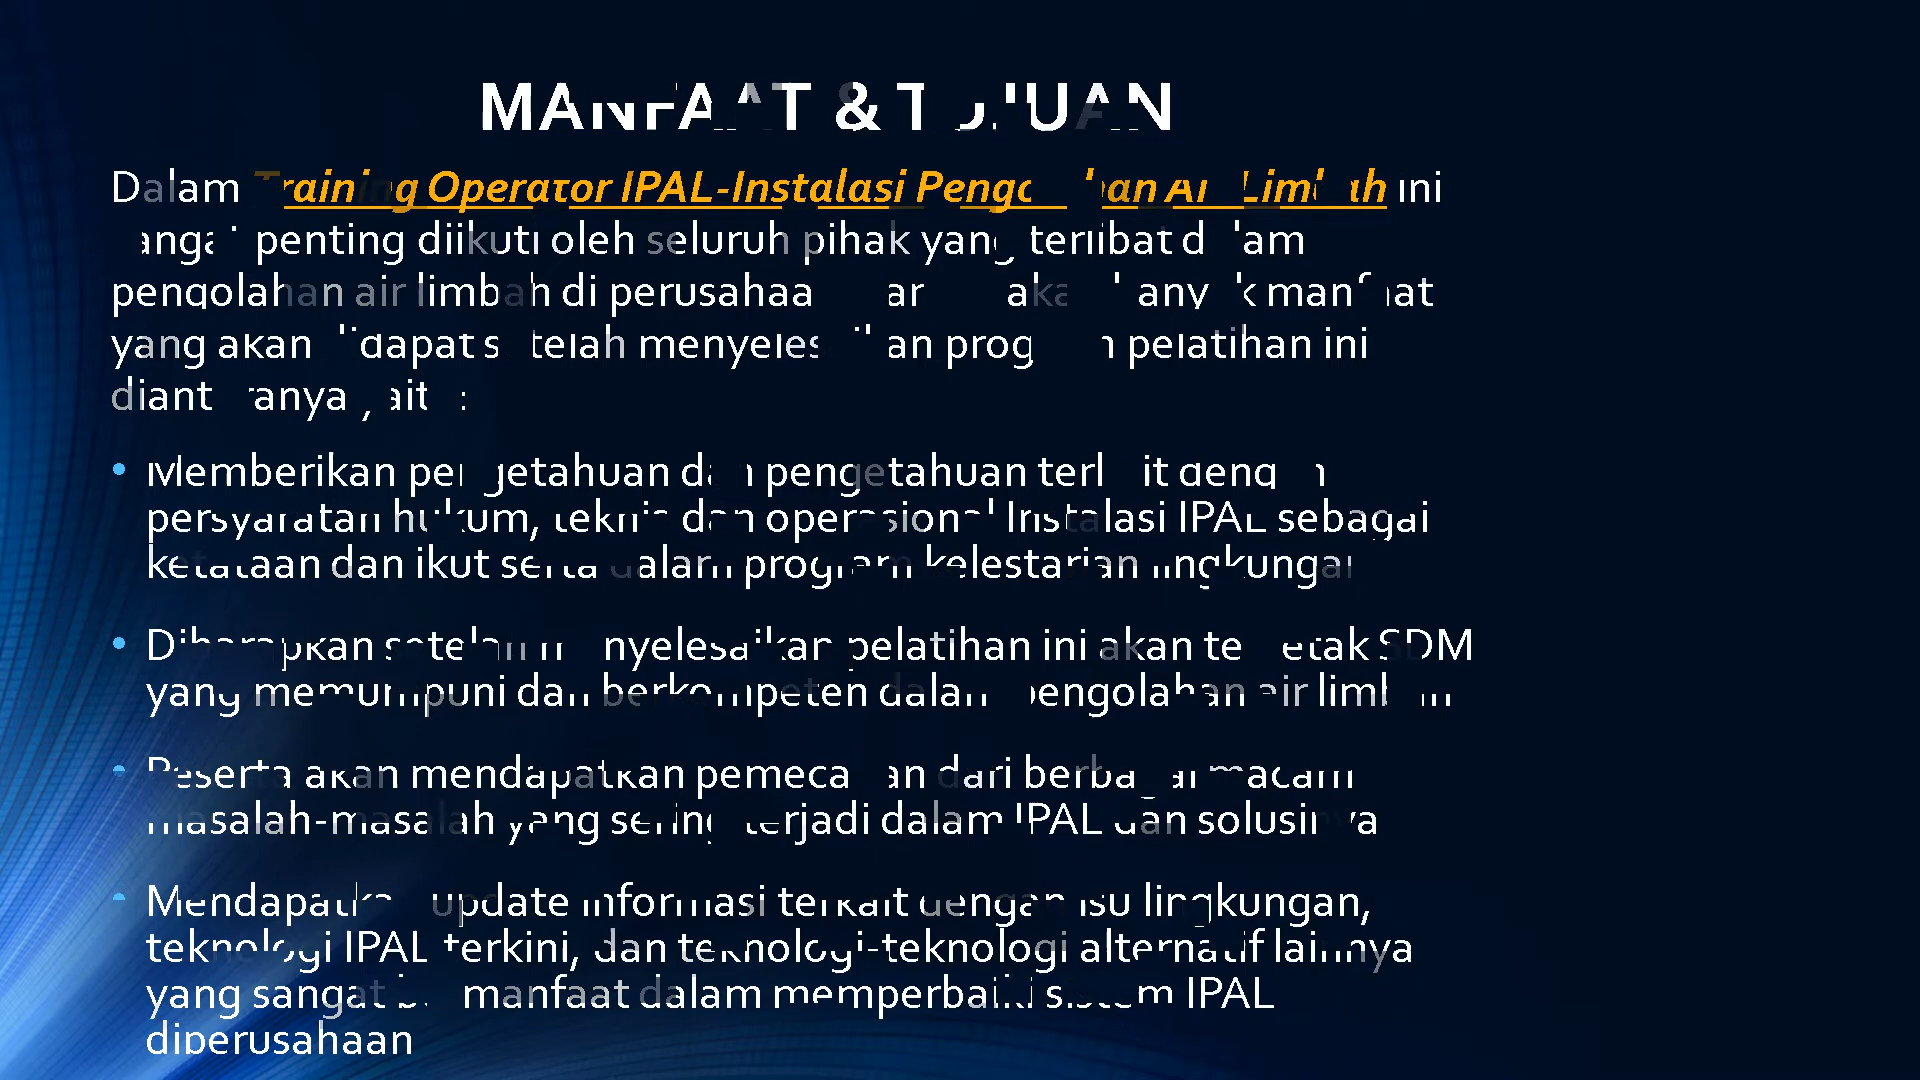 MANFAAT & TUJUAN
Dalam Training Operator IPAL-Instalasi Pengolahan Air Limbah ini
sangat penting diikuti oleh seluruh pihak yang terlibat dalam
pengolahan air limbah di perusahaan karena akan banyak manfaat
yang akan didapat setelah menyelesaikan program pelatihan ini
diantaranya yaitu :
• Memberikan pengetahuan dan pengetahuan terkait dengan
persyaratan hukum, teknis dan operasional Instalasi IPAL sebagai
ketataan dan ikut serta dalam program kelestarian lingkungan
• Diharapkan setelah menyelesaikan pelatihan ini akan tercetak SDM
yang memumpuni dan berkompeten dalam pengolahan air limbah
• Peserta akan mendapatkan pemecahan dari berbagai macam
masalah-masalah yang sering terjadi dalam IPAL dan solusinya
• Mendapatkan update informasi terkait dengan isu lingkungan,
teknologi IPAL terkini, dan teknologi-teknologi alternatif lainnya
yang sangat bermanfaat dalam memperbaiki sistem IPAL
diperusahaan